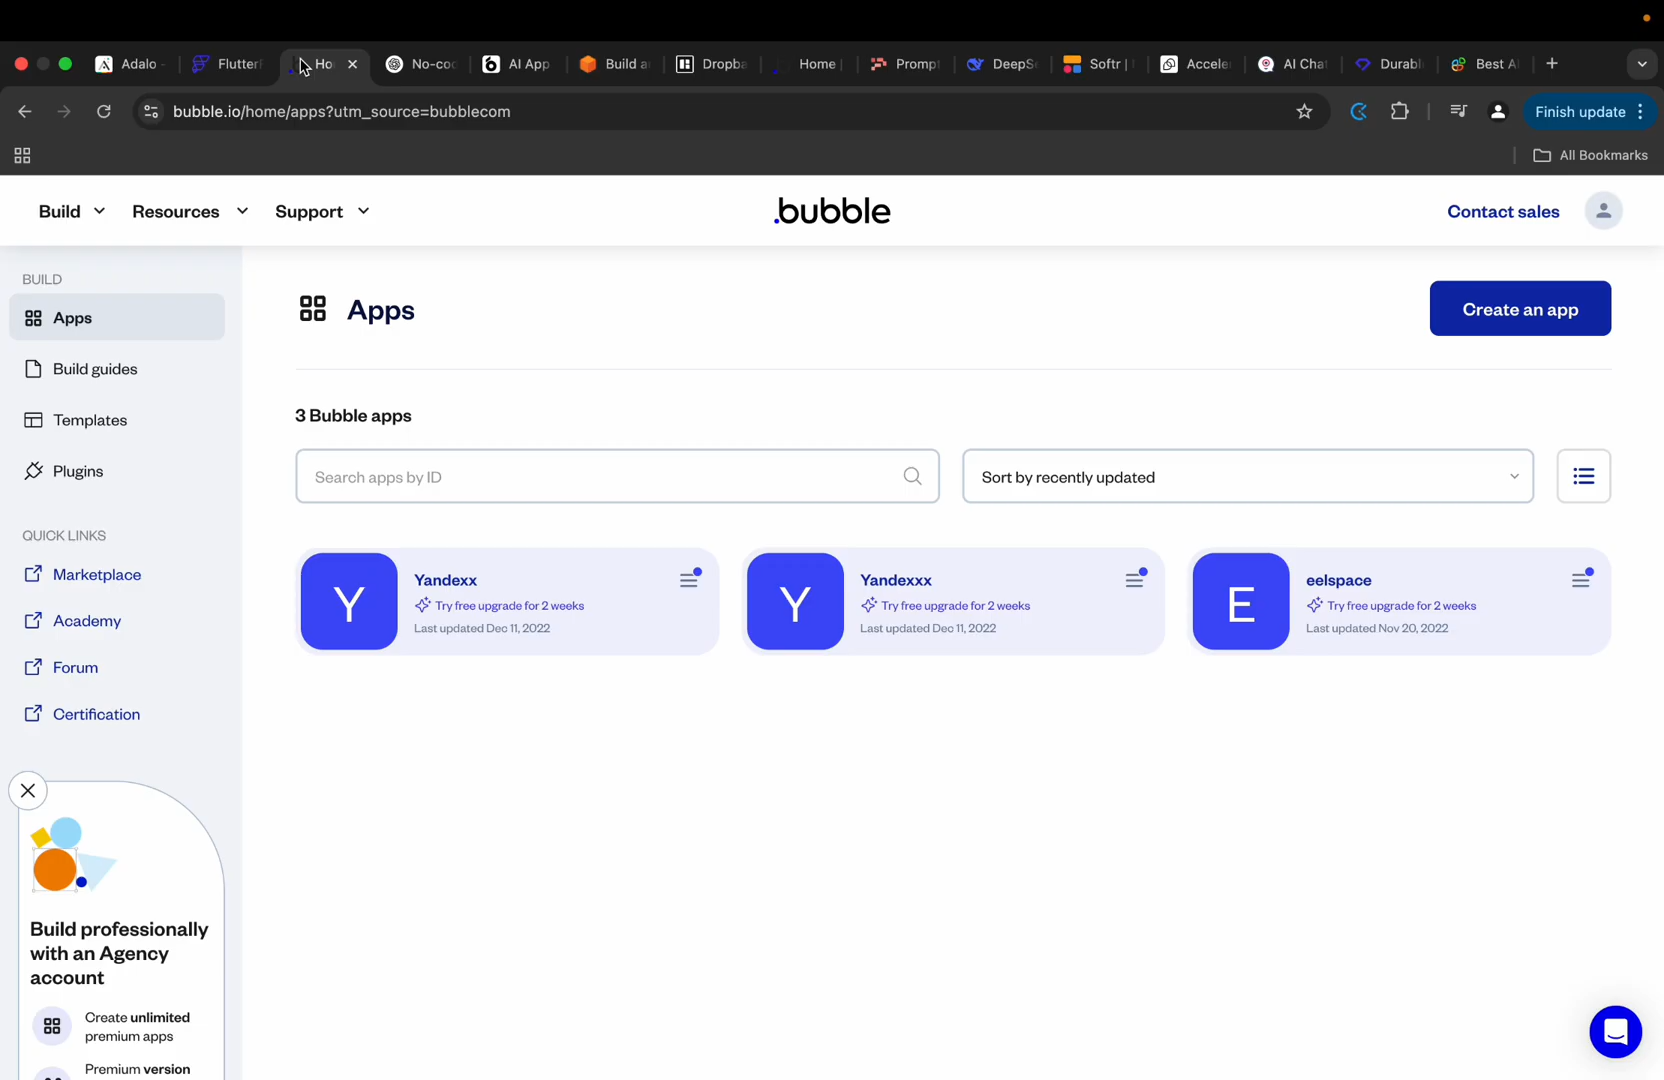 Adalo
Flutter
Ho
No-co
AI App
Build a
Dropba
Home
Prompt
DeepS
Softr |
Accele
AI Cha
Durabl
Best A
bubble.io/home/apps?utm_source=bubblecom
Finish update
All Bookmarks
Build
Resources
Support
.bubble
Contact sales
BUILD
Apps
Build guides
Templates
Plugins
QUICK LINKS
Marketplace
Academy
Forum
Certification
Build professionally
with an Agency
account
Create unlimited
premium apps
Premium version
Apps
Create an app
3 Bubble apps
Search apps by ID
Sort by recently updated
Y
Yandexx
Try free upgrade for 2 weeks
Last updated Dec 11, 2022
Y
Yandexxx
Try free upgrade for 2 weeks
Last updated Dec 11, 2022
E
eelspace
Try free upgrade for 2 weeks
Last updated Nov 20, 2022